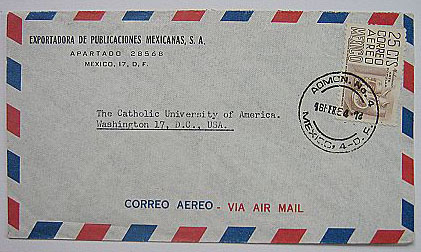 EXPORTADORA DE PUBLICACIONES MEXICANAS, S. A.
APARTADO 28568
MEXICO, 17, D. F.
25 CTS
CORREO
AEREO
MEXICO
ADMON. No. 4
MEXICO, 4-D.F.
The Catholic University of America.
Washington 17, D.C., USA.
CORREO AEREO - VIA AIR MAIL